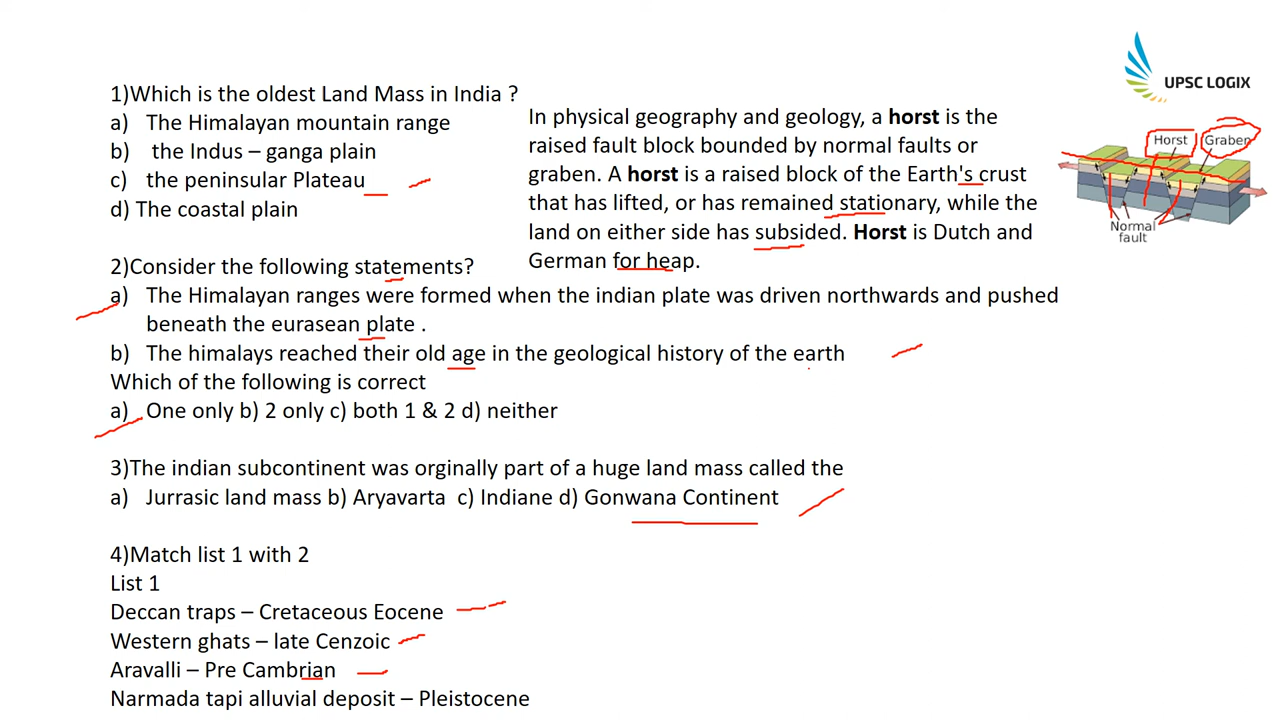 UPSC LOGIX
1)Which is the oldest Land Mass in India ?
a) The Himalayan mountain range
b) the Indus – ganga plain
c) the peninsular Plateau
d) The coastal plain
In physical geography and geology, a horst is the
raised fault block bounded by normal faults or
graben. A horst is a raised block of the Earth's crust
that has lifted, or has remained stationary, while the
land on either side has subsided. Horst is Dutch and
German for heap.
Horst
Graben
Normal
fault
2)Consider the following statements?
a) The Himalayan ranges were formed when the indian plate was driven northwards and pushed
beneath the eurasean plate .
b) The himalays reached their old age in the geological history of the earth
Which of the following is correct
a) One only b) 2 only c) both 1 & 2 d) neither
3)The indian subcontinent was orginally part of a huge land mass called the
a) Jurrasic land mass b) Aryavarta c) Indiane d) Gonwana Continent
4)Match list 1 with 2
List 1
Deccan traps – Cretaceous Eocene
Western ghats – late Cenzoic
Aravalli – Pre Cambrian
Narmada tapi alluvial deposit – Pleistocene